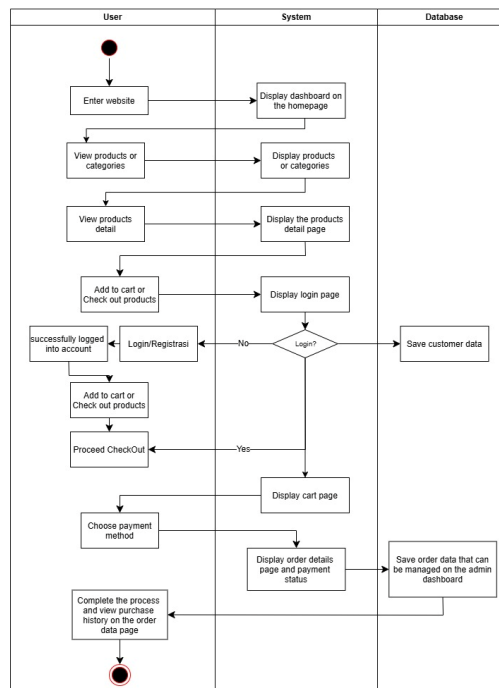 User
System
Database
Enter website
Display dashboard on
the homepage
View products or
categories
Display products
or categories
View products
detail
Display the products
detail page
Add to cart or
Check out products
Display login page
successfully logged
into account
Login/Registrasi
No
Login?
Save customer data
Add to cart or
Check out products
Proceed CheckOut
Yes
Display cart page
Choose payment
method
Display order details
page and payment
status
Save order data that can
be managed on the admin
dashboard
Complete the process
and view purchase
history on the order
data page